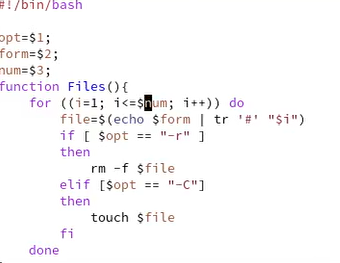 #!/bin/bash
opt=$1;
form=$2;
num=$3;
function Files(){
for ((i=1; i<=$num; i++)) do
file=$(echo $form | tr '#' "$i")
if [ $opt == "-r" ]
then
rm -f $file
elif [$opt == "-C"]
then
touch $file
fi
done